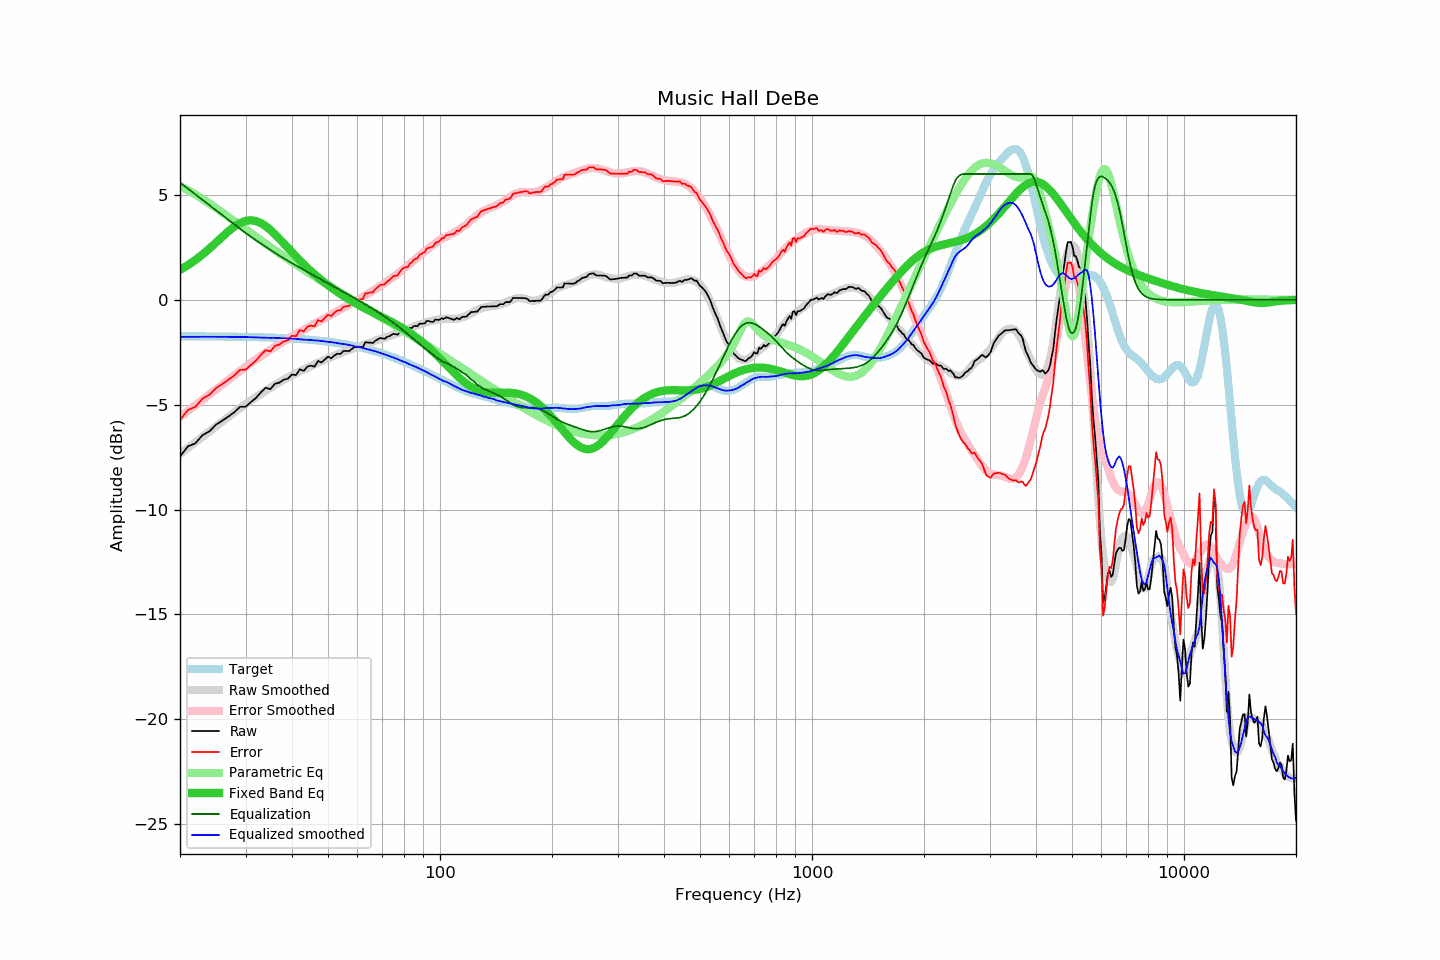 Music Hall DeBe
Amplitude (dBr)
5
0
−5
−10
−15
−20
−25
Target
Raw Smoothed
Error Smoothed
Raw
Error
Parametric Eq
Fixed Band Eq
Equalization
Equalized smoothed
100
1000
10000
Frequency (Hz)